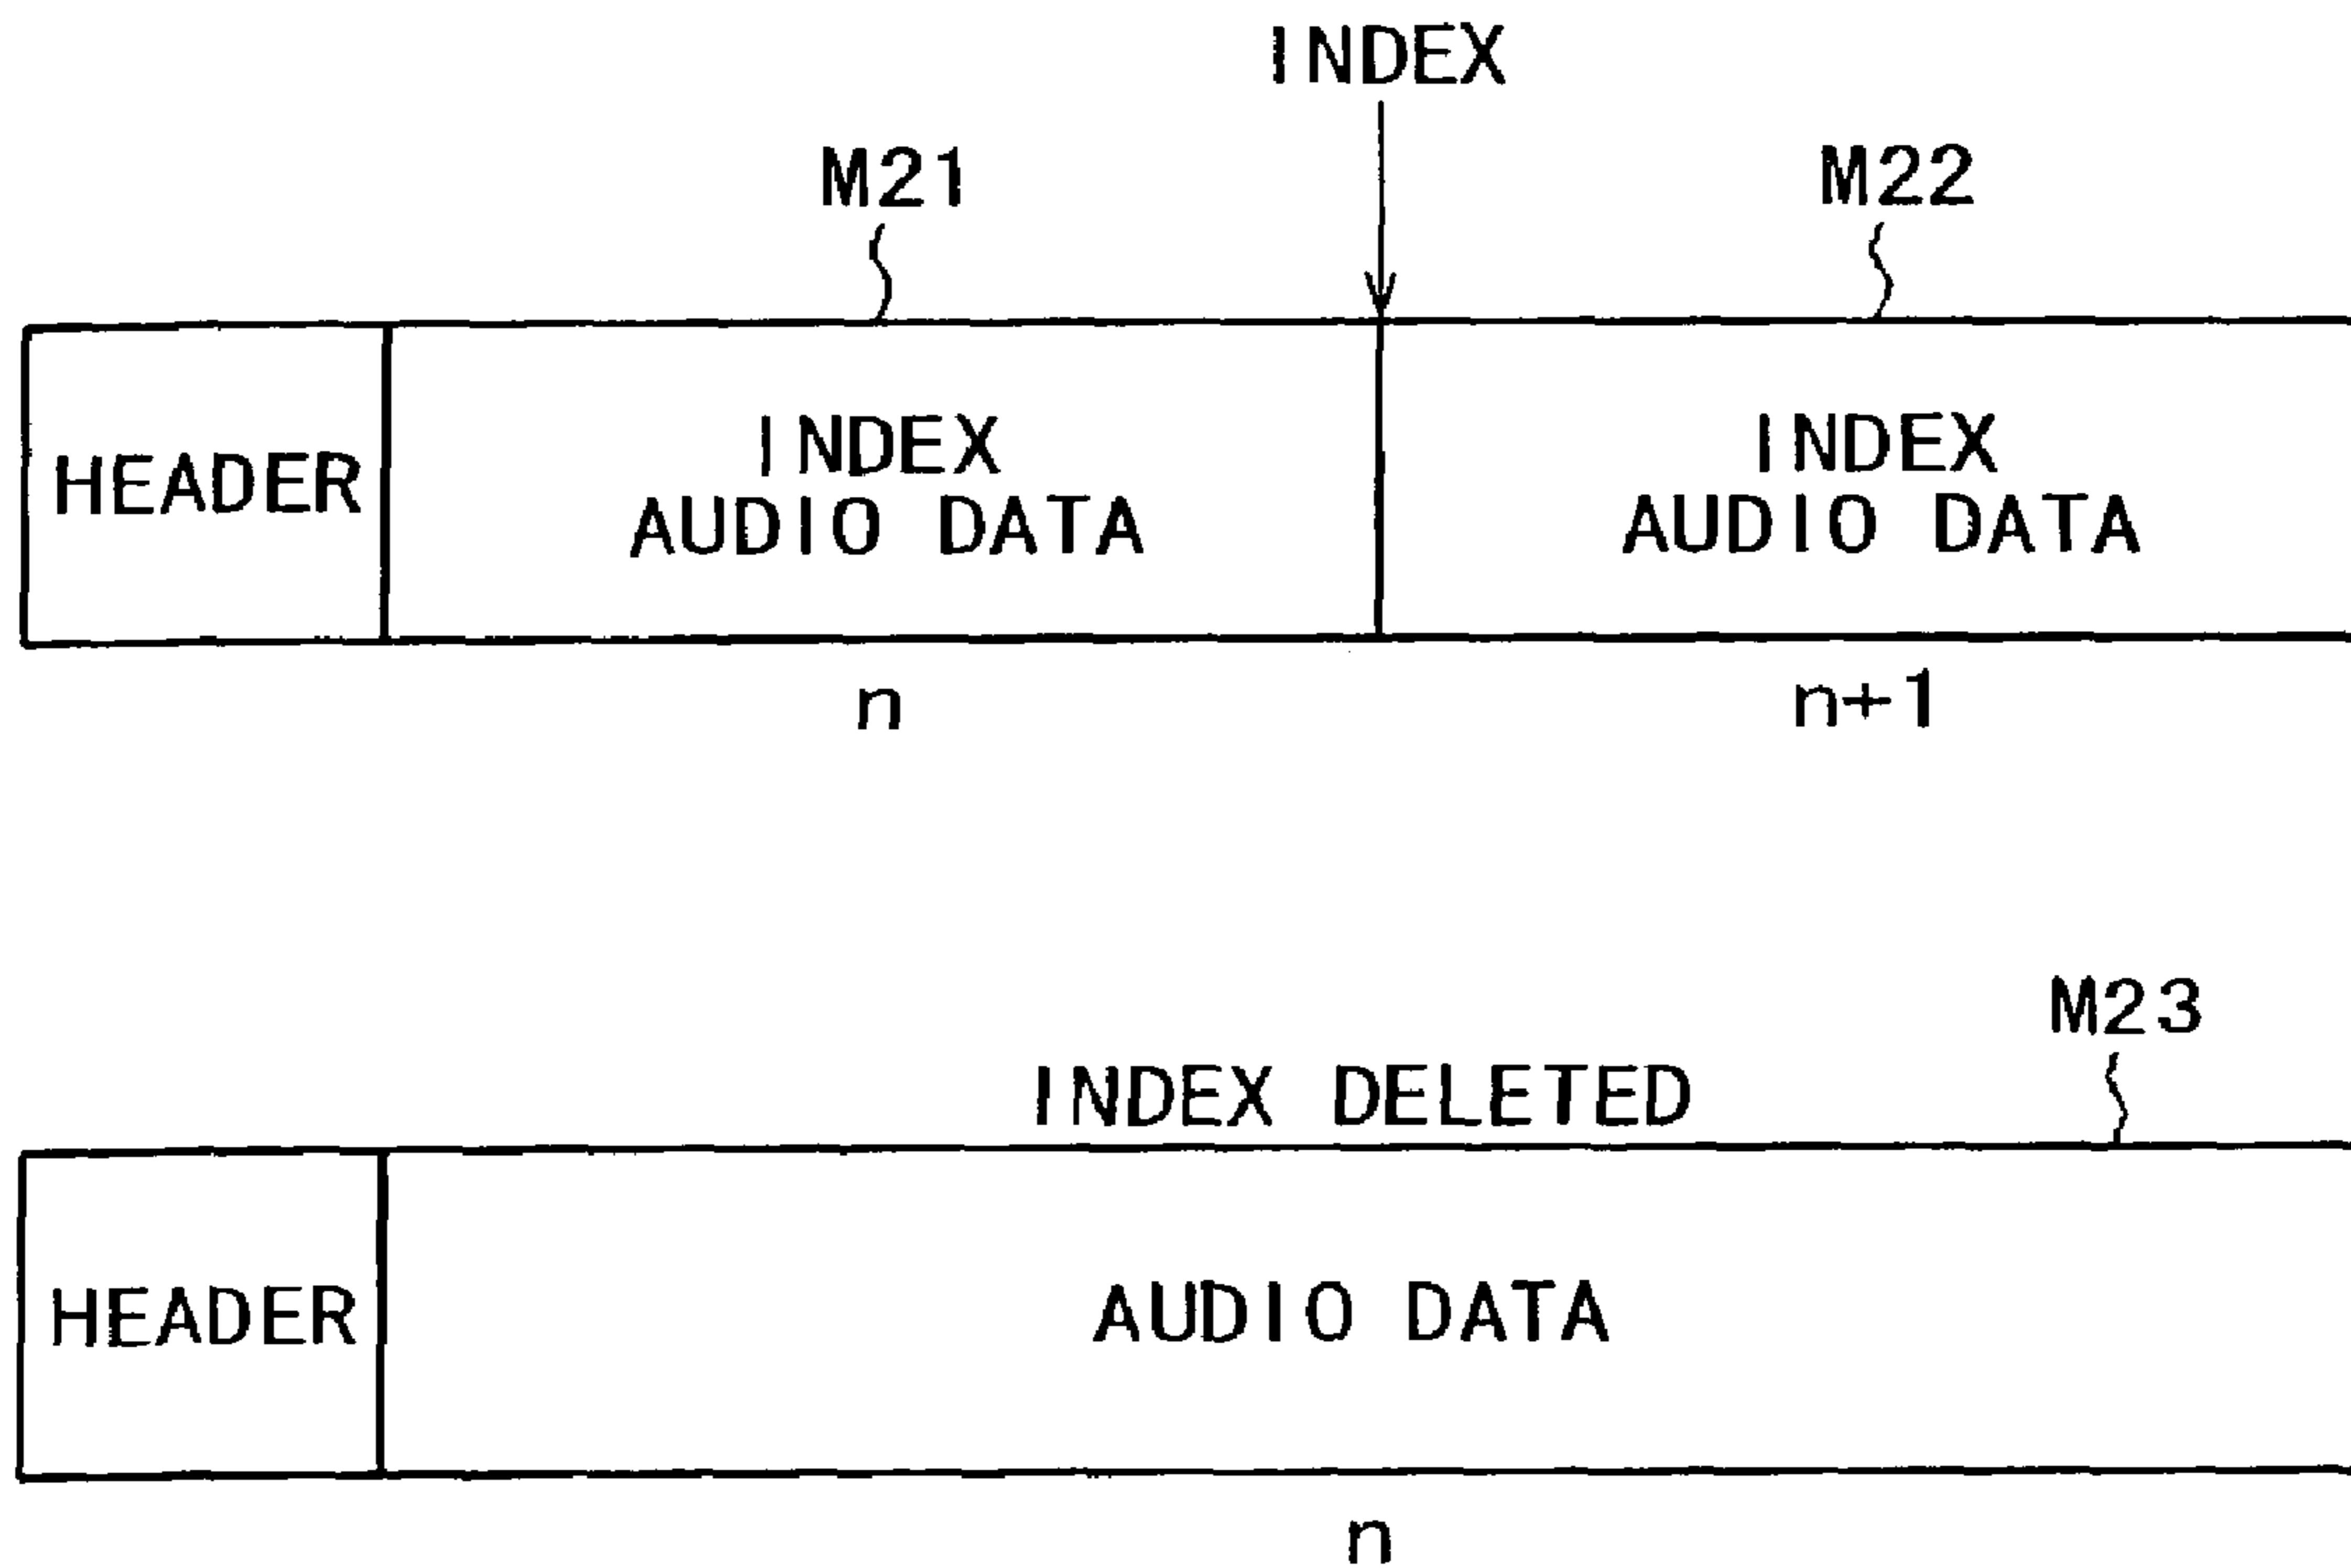 INDEX
M21
M22
HEADER
INDEX
AUDIO DATA
INDEX
AUDIO DATA
n
n+1
M23
INDEX DELETED
HEADER
AUDIO DATA
n